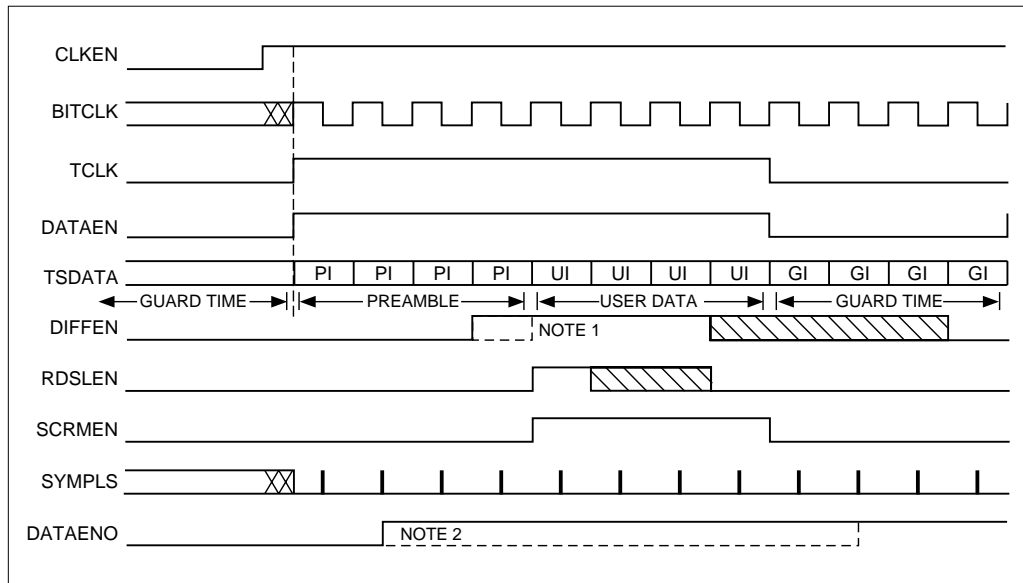 CLKEN
BITCLK
TCLK
DATAEN
TSDATA PI PI PI PI UI UI UI UI GI GI GI GI
GUARD TIME PREAMBLE USER DATA GUARD TIME
DIFFEN NOTE 1
RDSLEN
SCRMEN
SYMPLS
DATAENO NOTE 2